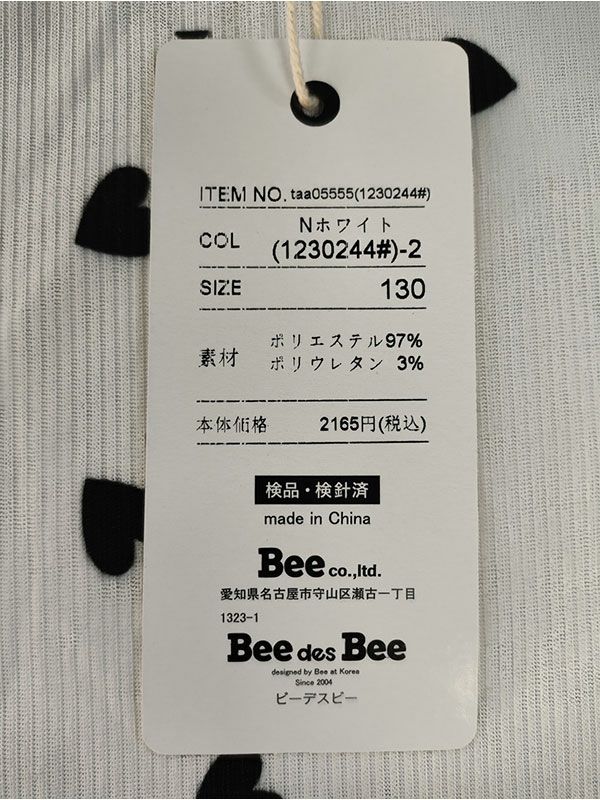 ITEM NO. taa05555(1230244#)
COL Nホワイト
(1230244#)-2
SIZE 130
素材 ポリエステル97%
ポリウレタン 3%
本体価格 2165円(税込)
検品・検針済
made in China
Bee co.,ltd.
愛知県名古屋市守山区瀬古一丁目
1323-1
Bee des Bee
designed by Bee at Korea
Since 2004
ビーデスビー